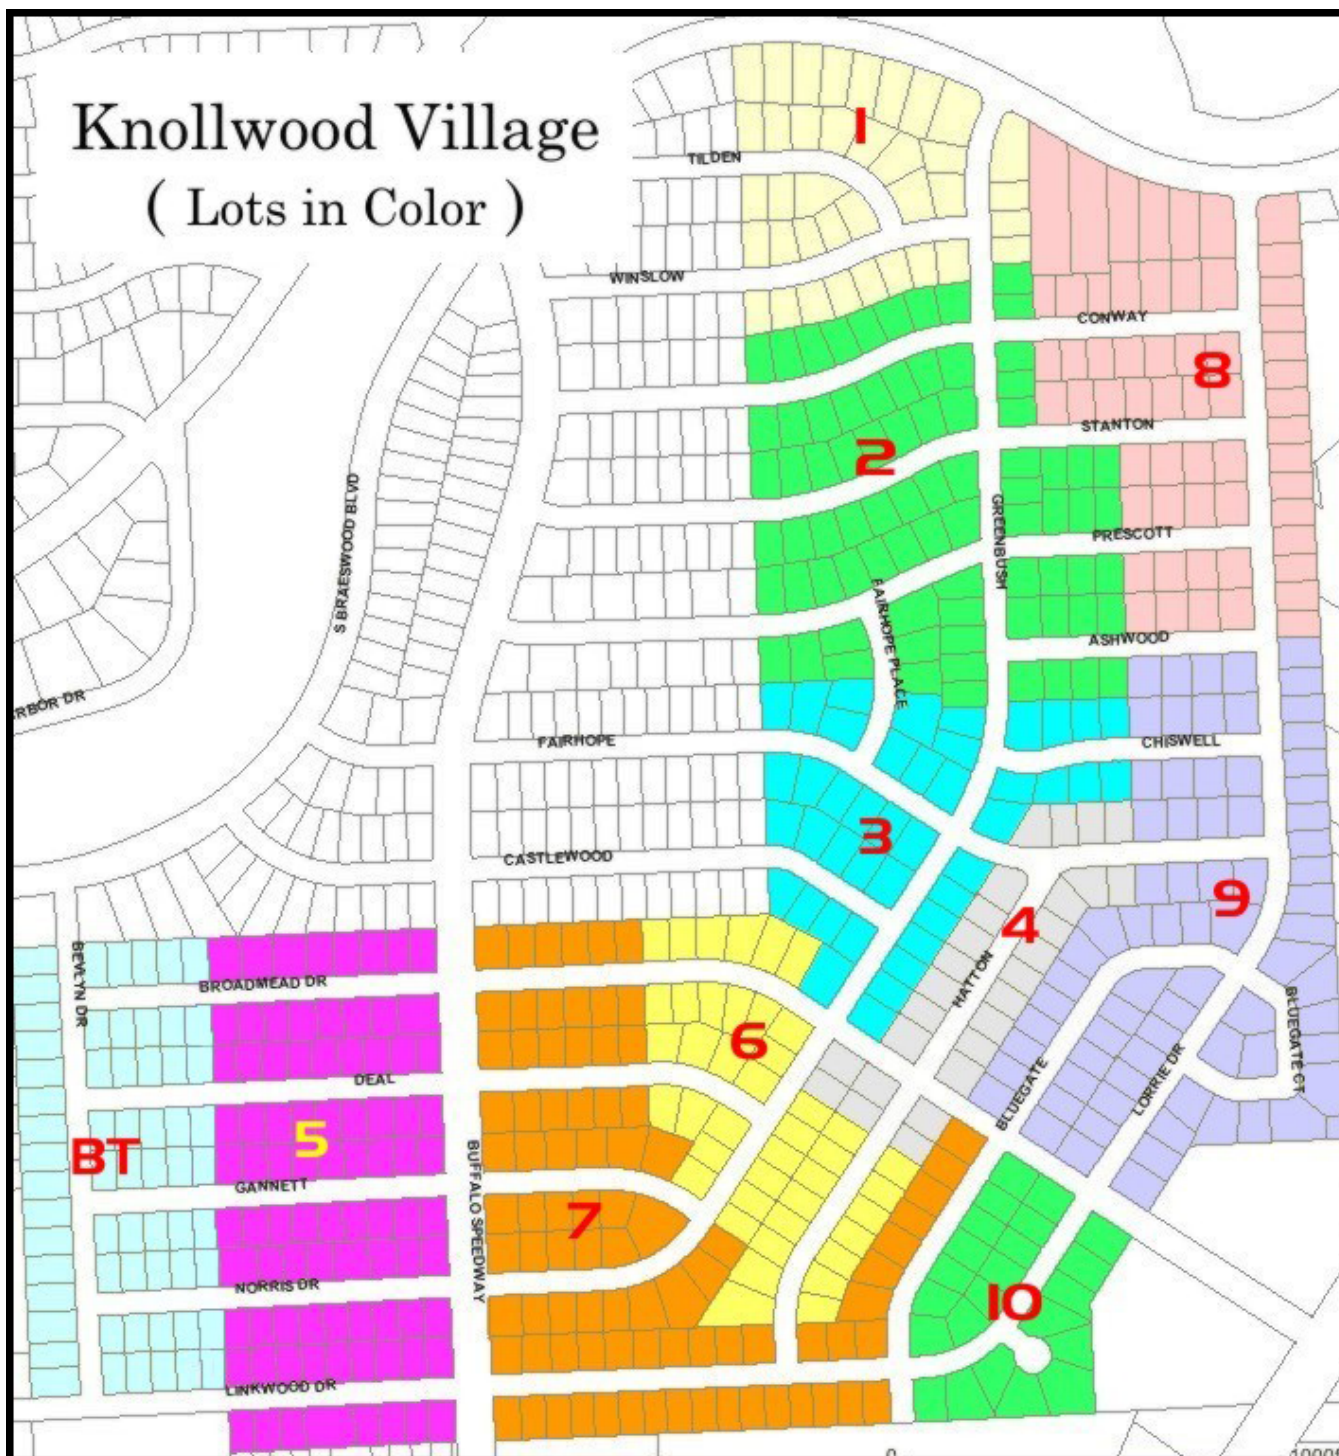 Knollwood Village
( Lots in Color )
1
TILDEN
WINSLOW
CONWAY
8
STANTON
2
S BRAESWOOD BLVD
GREENBUSH
PRESCOTT
FAIRHOPE PLACE
ASHWOOD
RBOR DR
FAIRHOPE
CHISWELL
3
CASTLEWOOD
9
4
BEVLYN DR
BROADMEAD DR
HATTON
BLUEGATE CT
6
DEAL
BLUEGATE
LORRIE DR
5
BT
BUFFALO SPEEDWAY
GANNETT
7
NORRIS DR
10
LINKWOOD DR